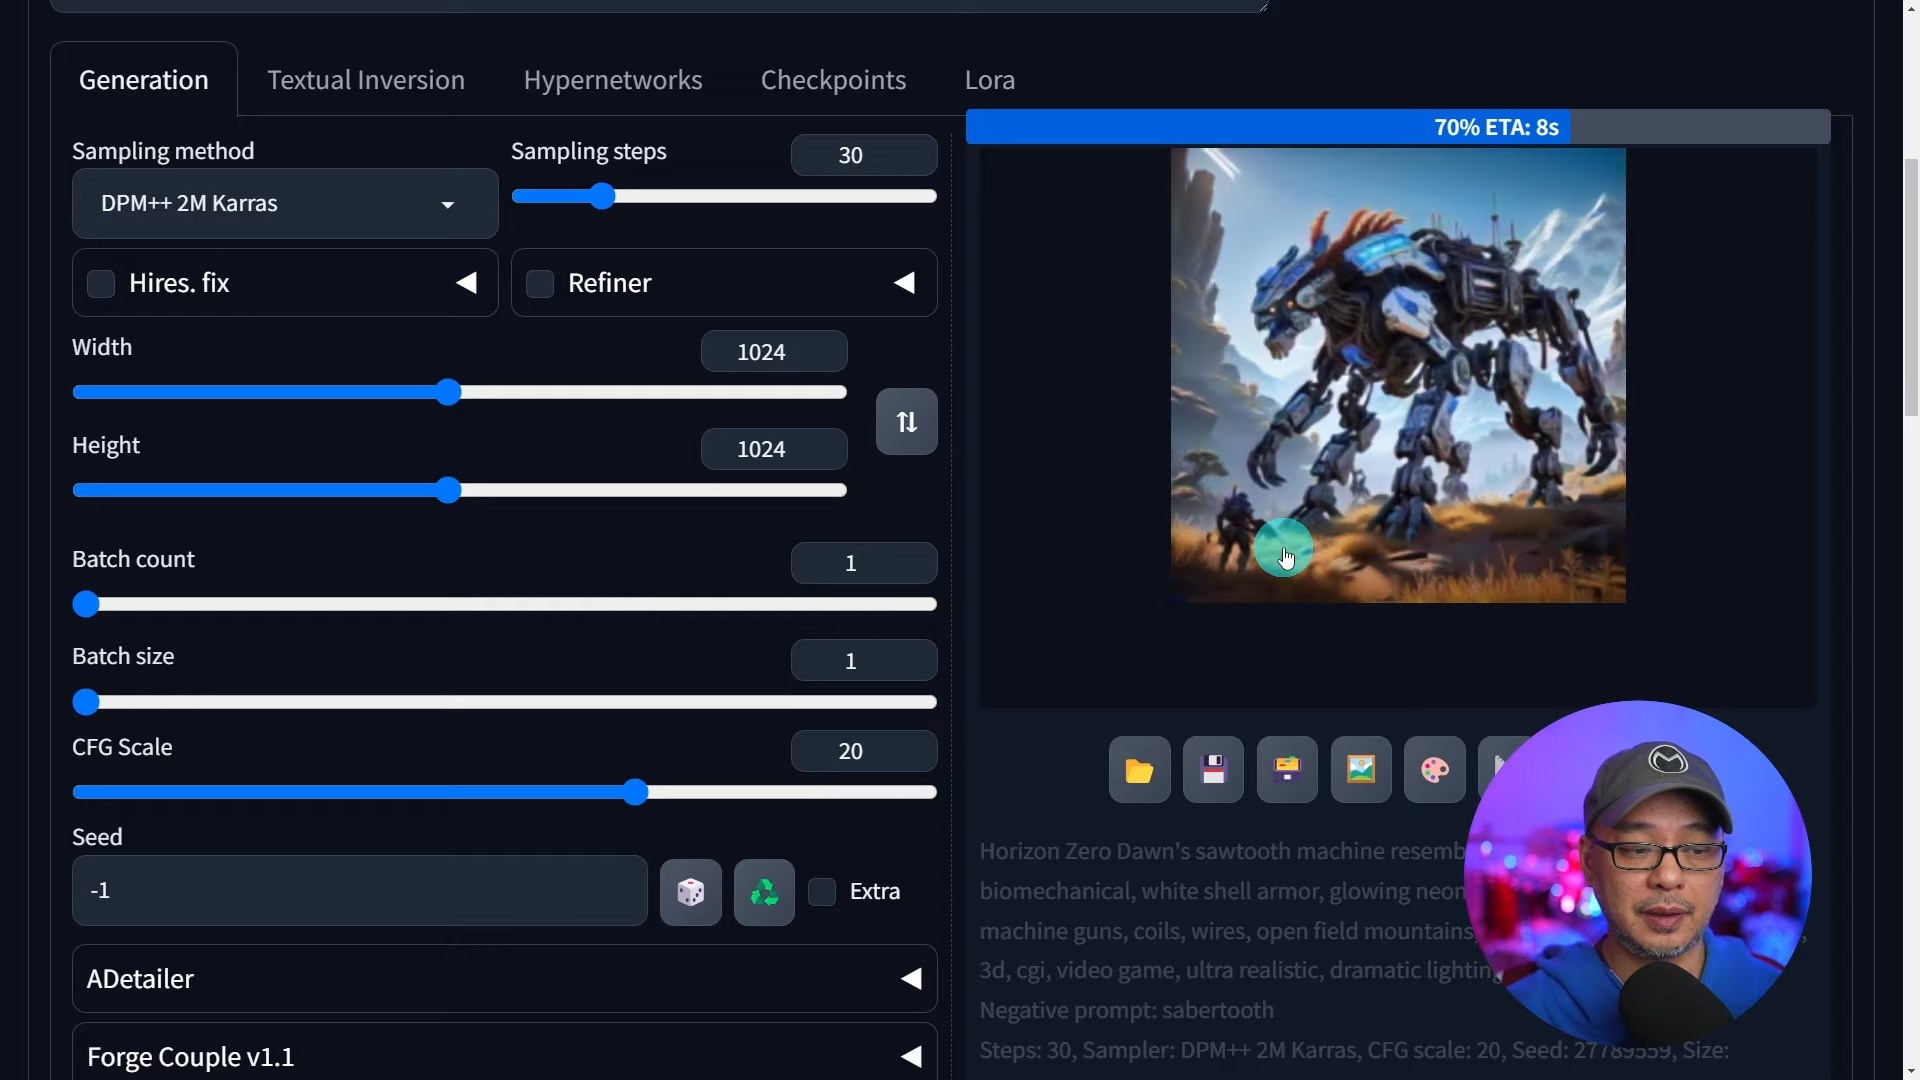 Generation
Textual Inversion
Hypernetworks
Checkpoints
Lora
70% ETA: 8s
Sampling method
Sampling steps
30
DPM++ 2M Karras
Hires. fix
Refiner
Width
1024
Height
1024
Batch count
1
Batch size
1
CFG Scale
20
Seed
-1
Extra
ADetailer
Forge Couple v1.1
Horizon Zero Dawn's sawtooth machine
biomechanical, white shell armor, glowing neon
machine guns, coils, wires, open field mountains,
3d, cgi, video game, ultra realistic, dramatic lighting
Negative prompt: sabertooth
Steps: 30, Sampler: DPM++ 2M Karras, CFG scale: 20, Seed: 27789559, Size: